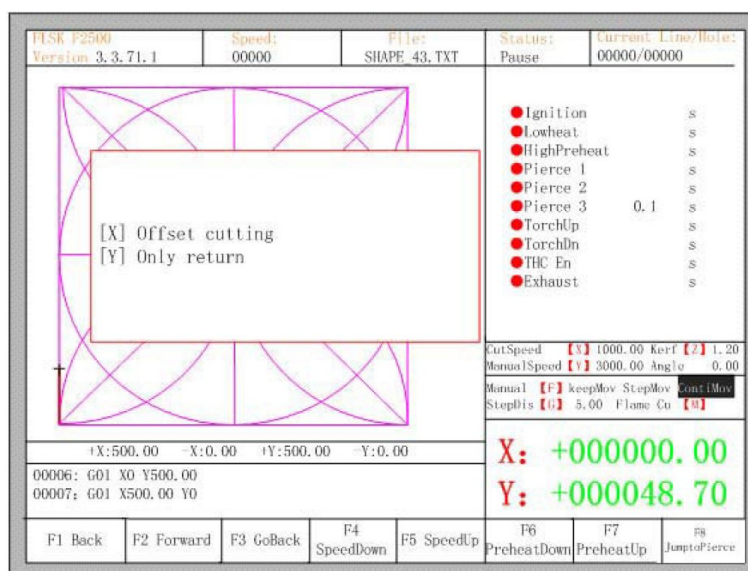 FLSK F2500
Version 3.3.71.1
Speed:
00000
File:
SHAPE_43.TXT
Status:
Pause
Current Line/Hole:
00000/00000
[X] Offset cutting
[Y] Only return
Ignition s
Lowheat s
HighPreheat s
Pierce 1 s
Pierce 2 s
Pierce 3 0.1 s
TorchUp s
TorchDn s
THC En s
Exhaust s
CutSpeed 【X】 1000.00 Kerf 【Z】 1.20
ManualSpeed 【Y】 3000.00 Angle 0.00
Manual 【F】 keepMov StepMov ContiMov
StepDis 【G】 5.00 Flame Cu 【M】
+X:500.00 -X:0.00 +Y:500.00 -Y:0.00
00006: G01 X0 Y500.00
00007: G01 X500.00 Y0
X: +000000.00
Y: +000048.70
F1 Back
F2 Forward
F3 GoBack
F4 SpeedDown
F5 SpeedUp
F6 PreheatDown
F7 PreheatUp
F8 JumptoPierce